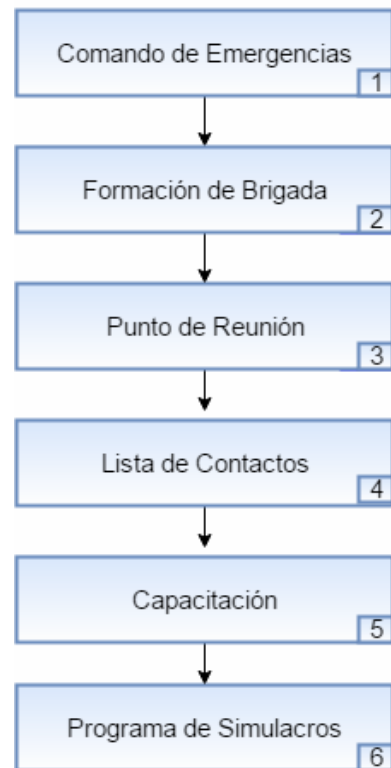 Comando de Emergencias
1
Formación de Brigada
2
Punto de Reunión
3
Lista de Contactos
4
Capacitación
5
Programa de Simulacros
6